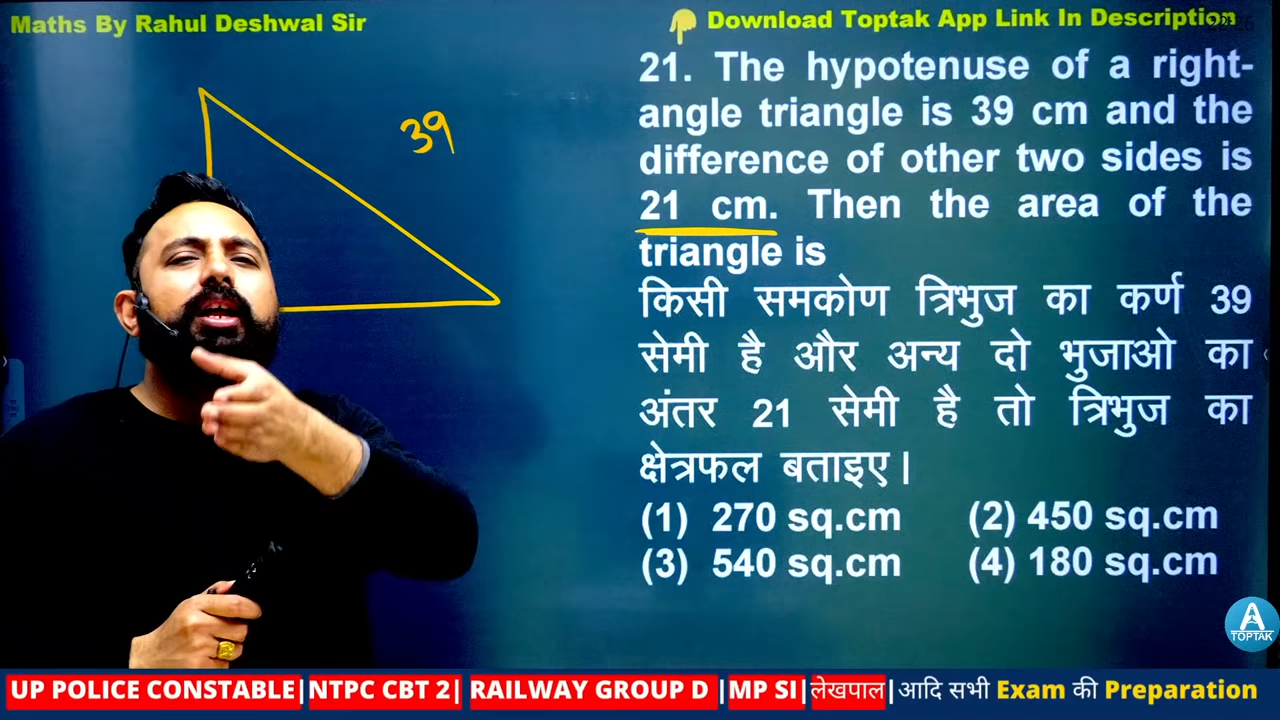 Maths By Rahul Deshwal Sir
Download Toptak App Link In Description
39
21. The hypotenuse of a right-
angle triangle is 39 cm and the
difference of other two sides is
21 cm. Then the area of the
triangle is
किसी समकोण त्रिभुज का कर्ण 39
सेमी है और अन्य दो भुजाओ का
अंतर 21 सेमी है तो त्रिभुज का
क्षेत्रफल बताइए।
(1) 270 sq.cm (2) 450 sq.cm
(3) 540 sq.cm (4) 180 sq.cm
A
TOPTAK
UP POLICE CONSTABLE| NTPC CBT 2| RAILWAY GROUP D | MP SI| लेखपाल| आदि सभी Exam की Preparation